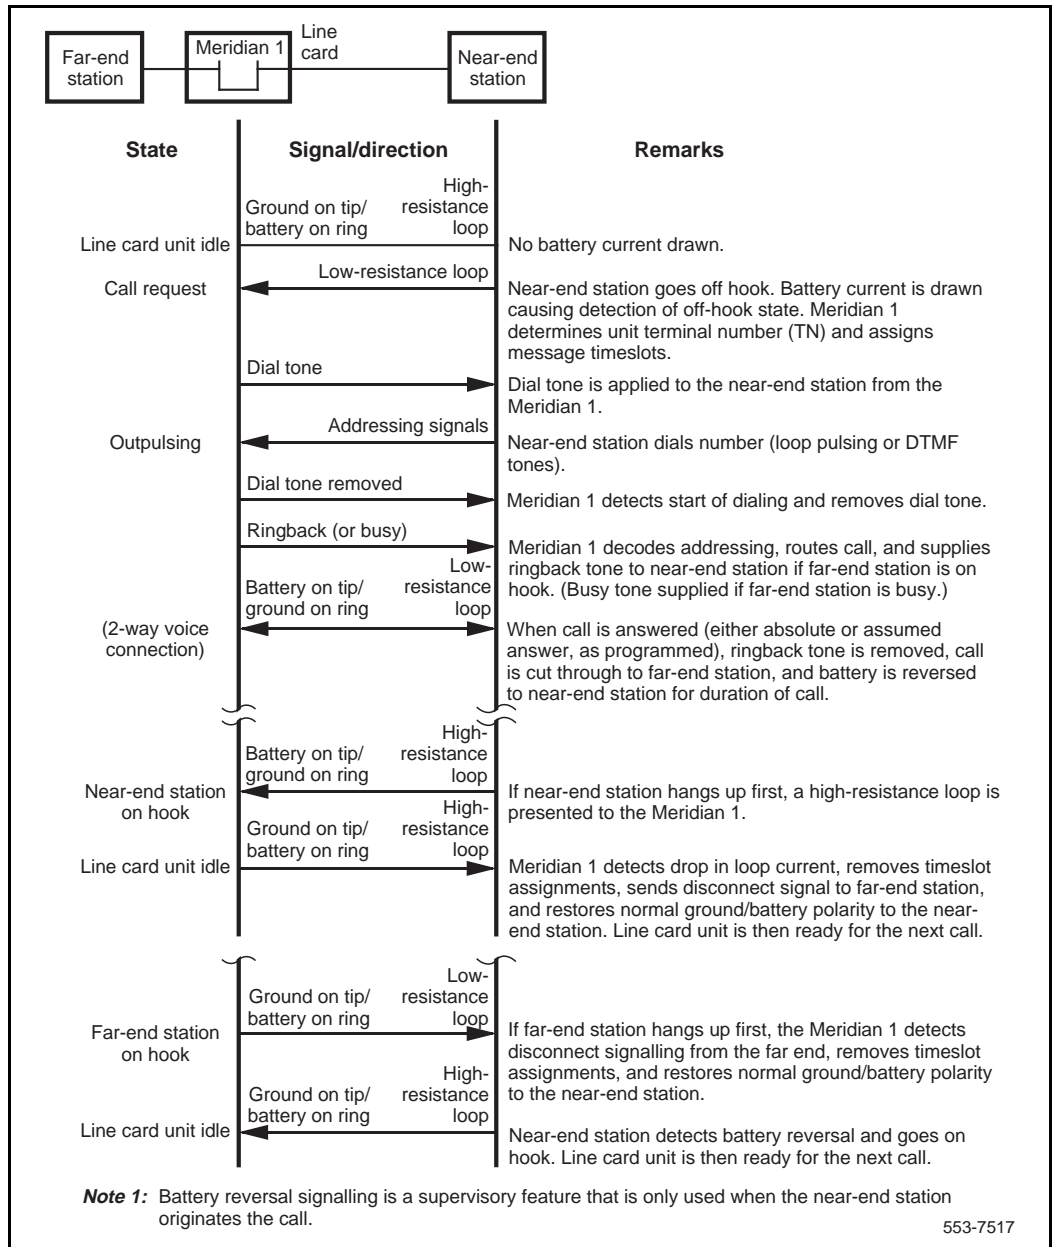 Far-end
station
Meridian 1
Line
card
Near-end
station
State
Signal/direction
Remarks
Ground on tip/
battery on ring
High-
resistance
loop
Line card unit idle
No battery current drawn.
Low-resistance loop
Call request
Near-end station goes off hook. Battery current is drawn
causing detection of off-hook state. Meridian 1
determines unit terminal number (TN) and assigns
message timeslots.
Dial tone
Dial tone is applied to the near-end station from the
Meridian 1.
Addressing signals
Outpulsing
Near-end station dials number (loop pulsing or DTMF
tones).
Dial tone removed
Meridian 1 detects start of dialing and removes dial tone.
Ringback (or busy)
Meridian 1 decodes addressing, routes call, and supplies
ringback tone to near-end station if far-end station is on
hook. (Busy tone supplied if far-end station is busy.)
Battery on tip/
ground on ring
Low-
resistance
loop
(2-way voice
connection)
When call is answered (either absolute or assumed
answer, as programmed), ringback tone is removed, call
is cut through to far-end station, and battery is reversed
to near-end station for duration of call.
Battery on tip/
ground on ring
High-
resistance
loop
Near-end station
on hook
If near-end station hangs up first, a high-resistance loop is
presented to the Meridian 1.
Ground on tip/
battery on ring
High-
resistance
loop
Line card unit idle
Meridian 1 detects drop in loop current, removes timeslot
assignments, sends disconnect signal to far-end station,
and restores normal ground/battery polarity to the near-
end station. Line card unit is then ready for the next call.
Ground on tip/
battery on ring
Low-
resistance
loop
Far-end station
on hook
If far-end station hangs up first, the Meridian 1 detects
disconnect signalling from the far end, removes timeslot
assignments, and restores normal ground/battery polarity
to the near-end station.
Ground on tip/
battery on ring
High-
resistance
loop
Line card unit idle
Near-end station detects battery reversal and goes on
hook. Line card unit is then ready for the next call.
Note 1: Battery reversal signalling is a supervisory feature that is only used when the near-end station
originates the call.
553-7517